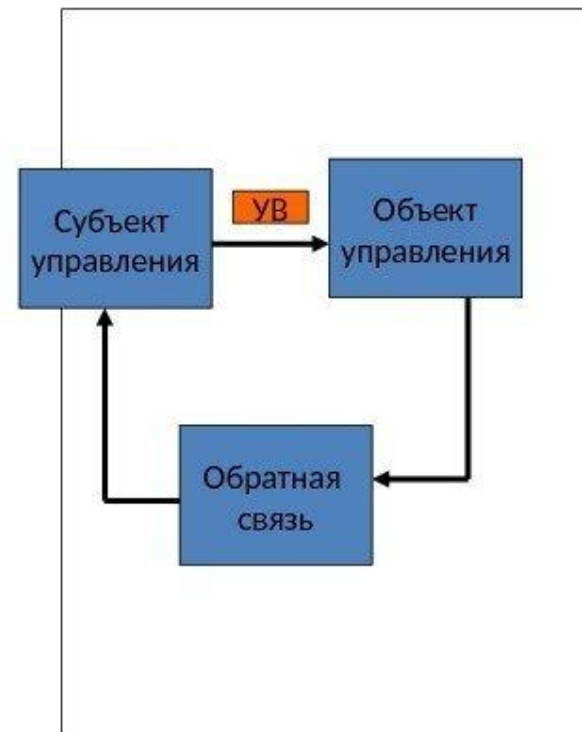 Субъект
управления
УВ
Объект
управления
Обратная
связь